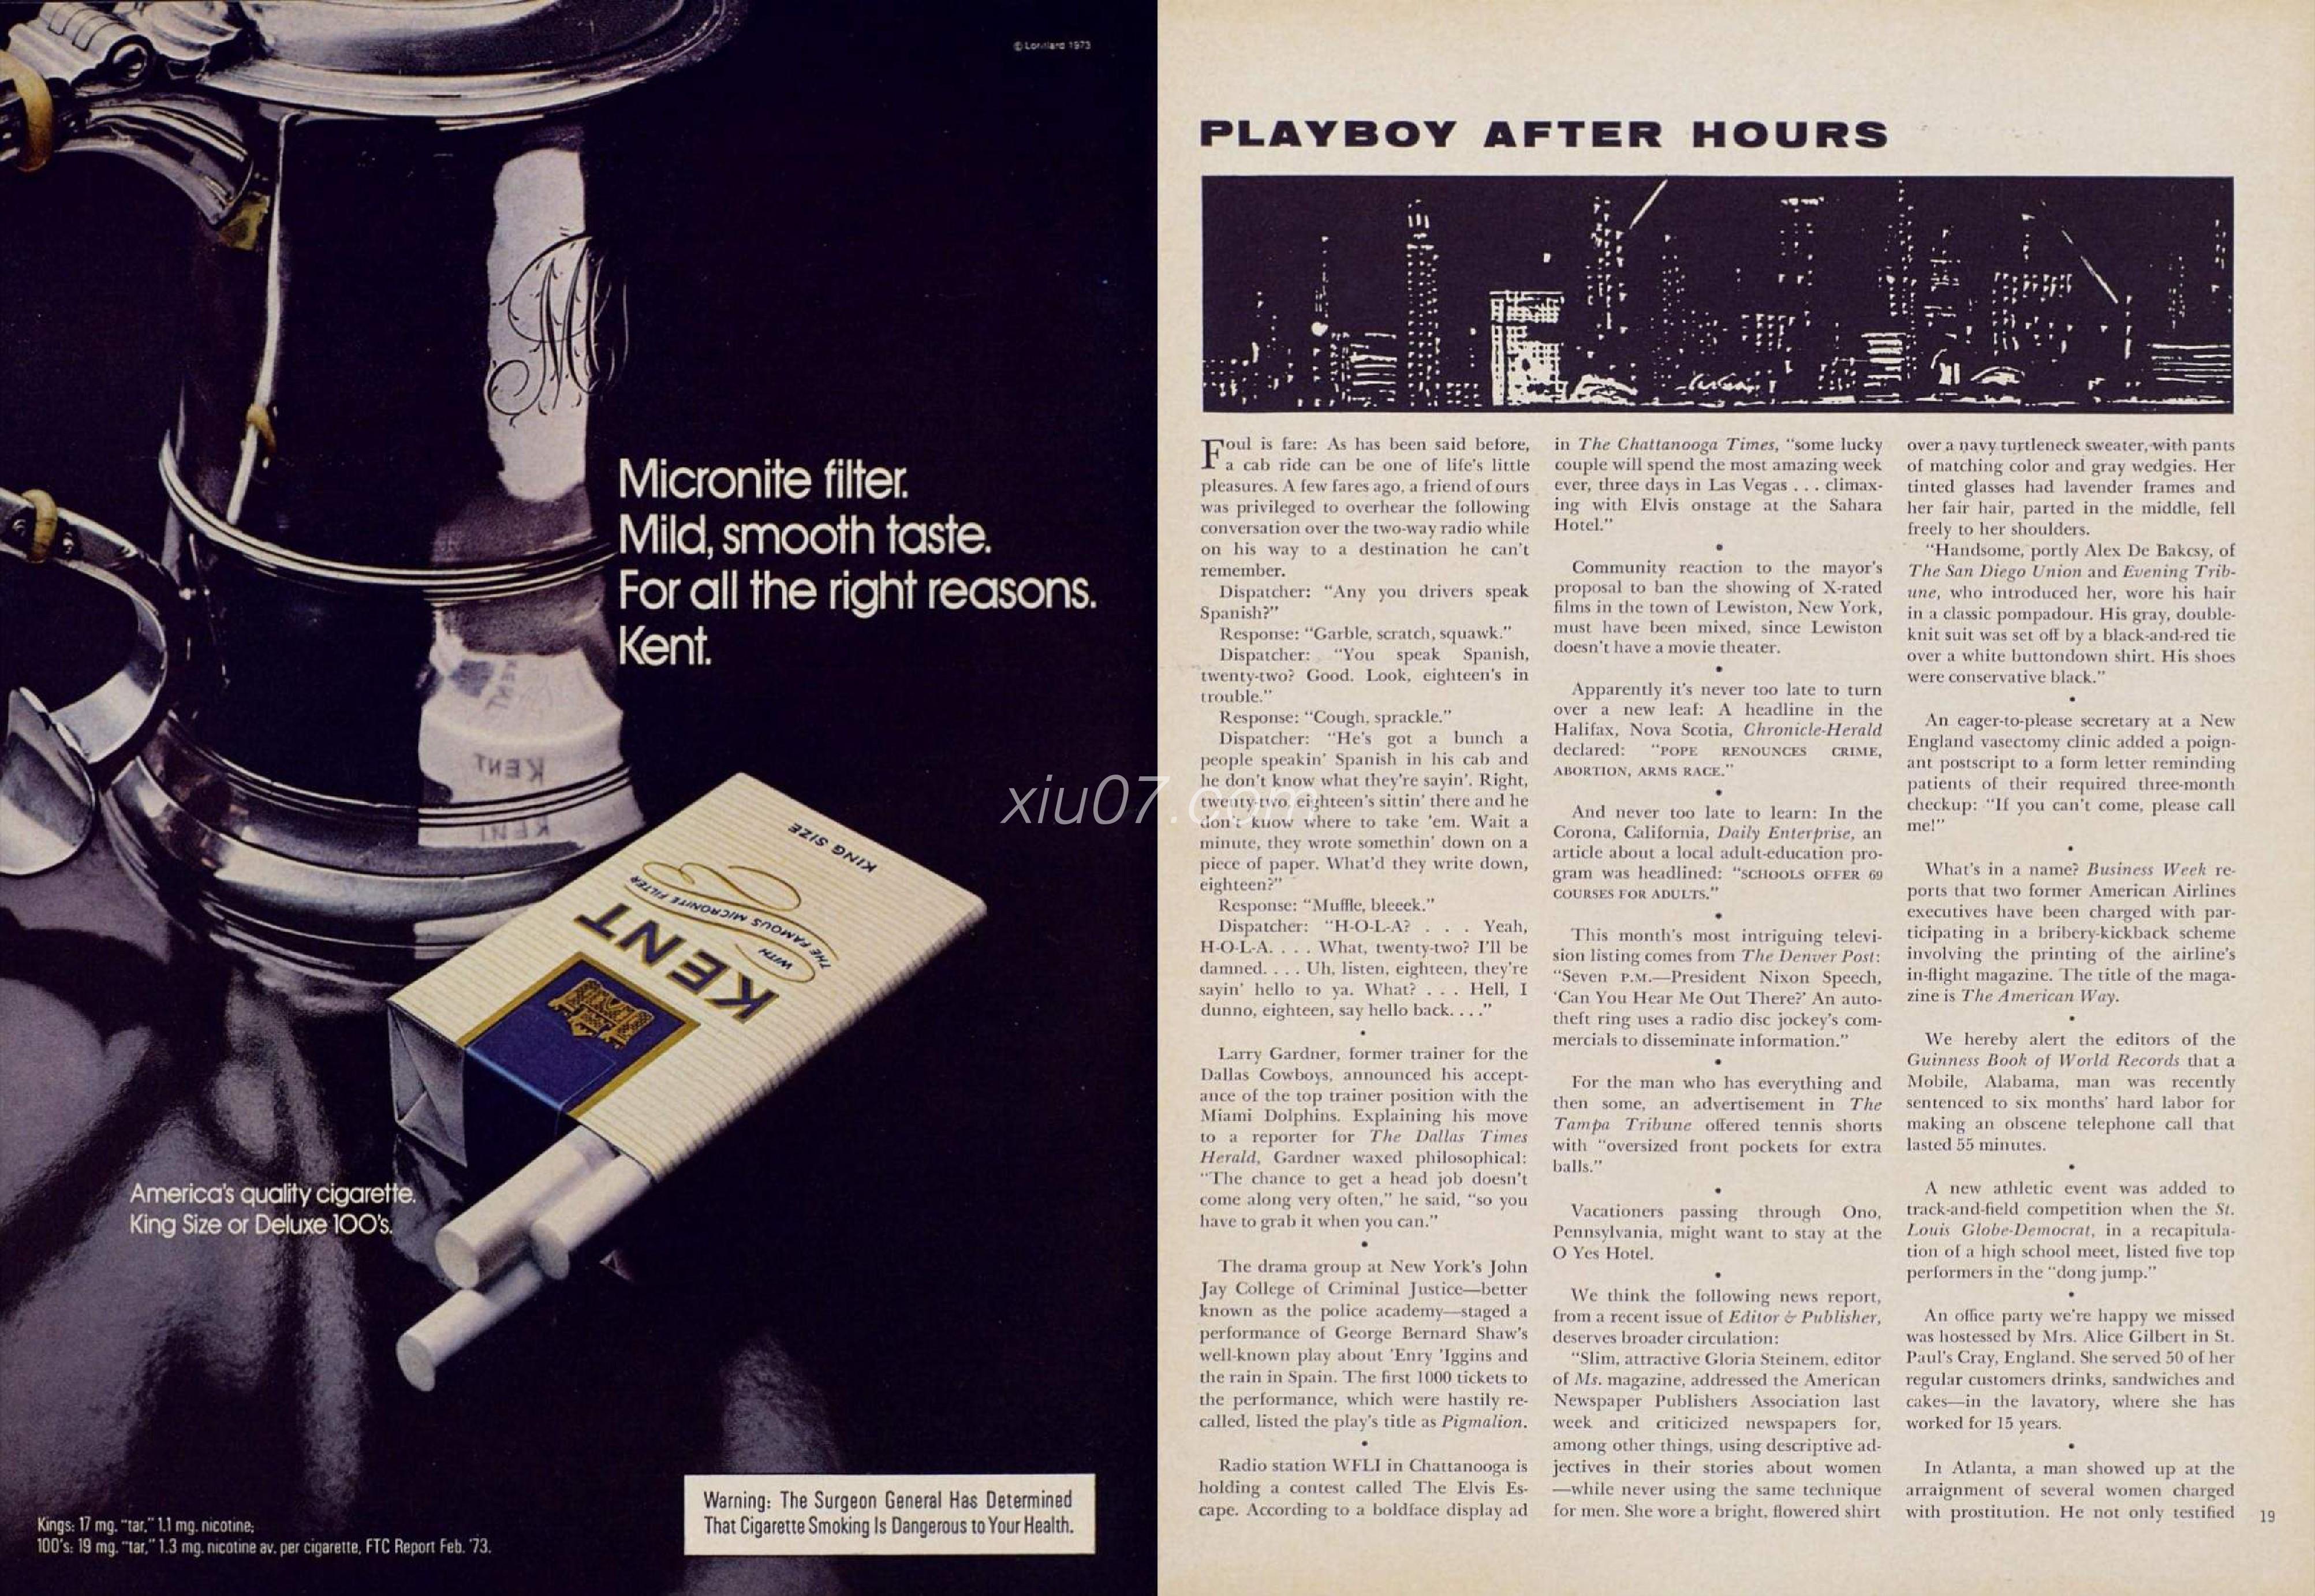 © Lorillard 1973
Micronite filter.
Mild, smooth taste.
For all the right reasons.
Kent.
KENT
KENT
KING SIZE
WITH
THE FAMOUS MICRONITE FILTER
KENT
America's quality cigarette.
King Size or Deluxe 100's.
Kings: 17 mg. "tar," 1.1 mg. nicotine;
100's: 19 mg. "tar," 1.3 mg. nicotine av. per cigarette, FTC Report Feb. '73.
Warning: The Surgeon General Has Determined
That Cigarette Smoking Is Dangerous to Your Health.
xiu07.com
PLAYBOY AFTER HOURS
Foul is fare: As has been said before,
a cab ride can be one of life's little
pleasures. A few fares ago, a friend of ours
was privileged to overhear the following
conversation over the two-way radio while
on his way to a destination he can't
remember.
Dispatcher: "Any you drivers speak
Spanish?"
Response: "Garble, scratch, squawk."
Dispatcher: "You speak Spanish,
twenty-two? Good. Look, eighteen's in
trouble."
Response: "Cough, sprackle."
Dispatcher: "He's got a bunch a
people speakin' Spanish in his cab and
he don't know what they're sayin'. Right,
twenty-two, eighteen's sittin' there and he
don't know where to take 'em. Wait a
minute, they wrote somethin' down on a
piece of paper. What'd they write down,
eighteen?"
Response: "Muffle, bleeek."
Dispatcher: "H-O-L-A? . . . Yeah,
H-O-L-A. . . . What, twenty-two? I'll be
damned. . . . Uh, listen, eighteen, they're
sayin' hello to ya. What? . . . Hell, I
dunno, eighteen, say hello back. . . ."
•
Larry Gardner, former trainer for the
Dallas Cowboys, announced his accept-
ance of the top trainer position with the
Miami Dolphins. Explaining his move
to a reporter for The Dallas Times
Herald, Gardner waxed philosophical:
"The chance to get a head job doesn't
come along very often," he said, "so you
have to grab it when you can."
•
The drama group at New York's John
Jay College of Criminal Justice—better
known as the police academy—staged a
performance of George Bernard Shaw's
well-known play about 'Enry 'Iggins and
the rain in Spain. The first 1000 tickets to
the performance, which were hastily re-
called, listed the play's title as Pigmalion.
•
Radio station WFLI in Chattanooga is
holding a contest called The Elvis Es-
cape. According to a boldface display ad
in The Chattanooga Times, "some lucky
couple will spend the most amazing week
ever, three days in Las Vegas . . . climax-
ing with Elvis onstage at the Sahara
Hotel."
•
Community reaction to the mayor's
proposal to ban the showing of X-rated
films in the town of Lewiston, New York,
must have been mixed, since Lewiston
doesn't have a movie theater.
•
Apparently it's never too late to turn
over a new leaf: A headline in the
Halifax, Nova Scotia, Chronicle-Herald
declared: "POPE RENOUNCES CRIME,
ABORTION, ARMS RACE."
•
And never too late to learn: In the
Corona, California, Daily Enterprise, an
article about a local adult-education pro-
gram was headlined: "SCHOOLS OFFER 69
COURSES FOR ADULTS."
•
This month's most intriguing televi-
sion listing comes from The Denver Post:
"Seven P.M.—President Nixon Speech,
'Can You Hear Me Out There?' An auto-
theft ring uses a radio disc jockey's com-
mercials to disseminate information."
•
For the man who has everything and
then some, an advertisement in The
Tampa Tribune offered tennis shorts
with "oversized front pockets for extra
balls."
•
Vacationers passing through Ono,
Pennsylvania, might want to stay at the
O Yes Hotel.
•
We think the following news report,
from a recent issue of Editor & Publisher,
deserves broader circulation:
"Slim, attractive Gloria Steinem, editor
of Ms. magazine, addressed the American
Newspaper Publishers Association last
week and criticized newspapers for,
among other things, using descriptive ad-
jectives in their stories about women
—while never using the same technique
for men. She wore a bright, flowered shirt
over a navy turtleneck sweater, with pants
of matching color and gray wedgies. Her
tinted glasses had lavender frames and
her fair hair, parted in the middle, fell
freely to her shoulders.
"Handsome, portly Alex De Bakcsy, of
The San Diego Union and Evening Trib-
une, who introduced her, wore his hair
in a classic pompadour. His gray, double-
knit suit was set off by a black-and-red tie
over a white buttondown shirt. His shoes
were conservative black."
•
An eager-to-please secretary at a New
England vasectomy clinic added a poign-
ant postscript to a form letter reminding
patients of their required three-month
checkup: "If you can't come, please call
me!"
•
What's in a name? Business Week re-
ports that two former American Airlines
executives have been charged with par-
ticipating in a bribery-kickback scheme
involving the printing of the airline's
in-flight magazine. The title of the maga-
zine is The American Way.
•
We hereby alert the editors of the
Guinness Book of World Records that a
Mobile, Alabama, man was recently
sentenced to six months' hard labor for
making an obscene telephone call that
lasted 55 minutes.
•
A new athletic event was added to
track-and-field competition when the St.
Louis Globe-Democrat, in a recapitula-
tion of a high school meet, listed five top
performers in the "dong jump."
•
An office party we're happy we missed
was hostessed by Mrs. Alice Gilbert in St.
Paul's Cray, England. She served 50 of her
regular customers drinks, sandwiches and
cakes—in the lavatory, where she has
worked for 15 years.
•
In Atlanta, a man showed up at the
arraignment of several women charged
with prostitution. He not only testified
19